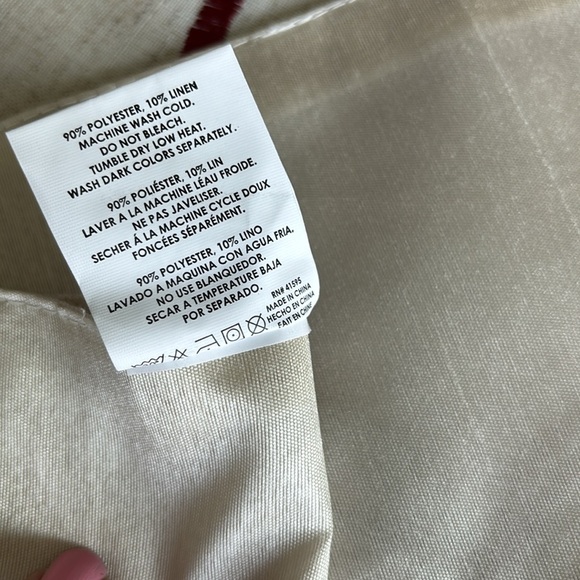 90% POLYESTER, 10% LINEN
MACHINE WASH COLD.
DO NOT BLEACH.
TUMBLE DRY LOW HEAT.
WASH DARK COLORS SEPARATELY.
90% POLIÉSTER, 10% LIN
LAVER A LA MACHINE LÉAU FROIDE.
NE PAS JAVELISER.
SECHER À LA MACHINE CYCLE DOUX
FONCÉES SÉPARÉMENT.
90% POLYESTER, 10% LINO
LAVADO A MAQUINA CON AGUA FRIA.
NO USE BLANQUEDOR.
SECAR A TEMPERATURE BAJA
POR SEPARADO.
RN# 41595
MADE IN CHINA
HECHO EN CHINA
FAIT EN CHINE